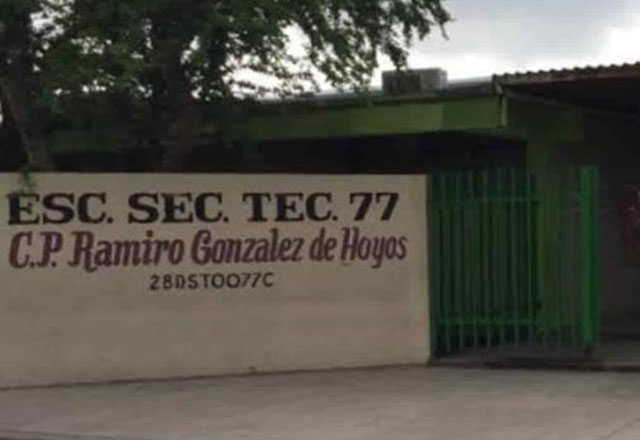 ESC. SEC. TEC. 77
C.P. Ramiro Gonzalez de Hoyos
28DST0077C